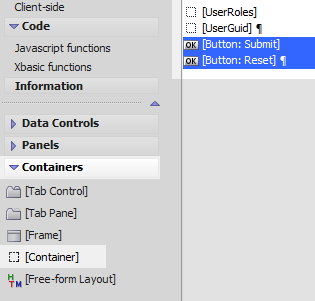 Client-side
Code
Javascript functions
Xbasic functions
Information
Data Controls
Panels
Containers
[Tab Control]
[Tab Pane]
[Frame]
[Container]
HTM [Free-form Layout]
[UserRoles]
[UserGuid] ¶
OK [Button: Submit]
OK [Button: Reset] ¶